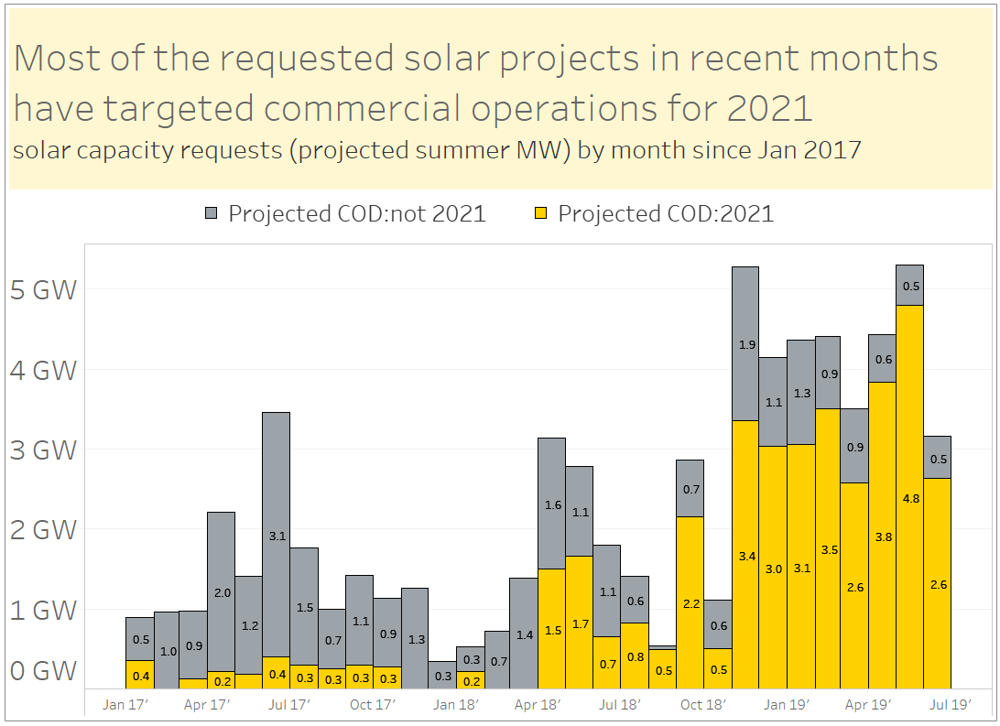 Most of the requested solar projects in recent months
have targeted commercial operations for 2021
solar capacity requests (projected summer MW) by month since Jan 2017
Projected COD:not 2021 Projected COD:2021
5 GW
4 GW
3 GW
2 GW
1 GW
0 GW
0.5 1.0 0.9 2.0 1.2 3.1 1.5 0.7 1.1 0.9 1.3 0.3 0.3 0.7 1.4 1.6 1.1 1.1 0.6 0.7 0.6 1.9 1.1 1.3 0.9 0.9 0.6 0.5 0.5
0.4 0.2 0.4 0.3 0.3 0.3 0.3 0.2 1.5 1.7 0.7 0.8 0.5 2.2 0.5 3.4 3.0 3.1 3.5 2.6 3.8 4.8 2.6
Jan 17′ Apr 17′ Jul 17′ Oct 17′ Jan 18′ Apr 18′ Jul 18′ Oct 18′ Jan 19′ Apr 19′ Jul 19′